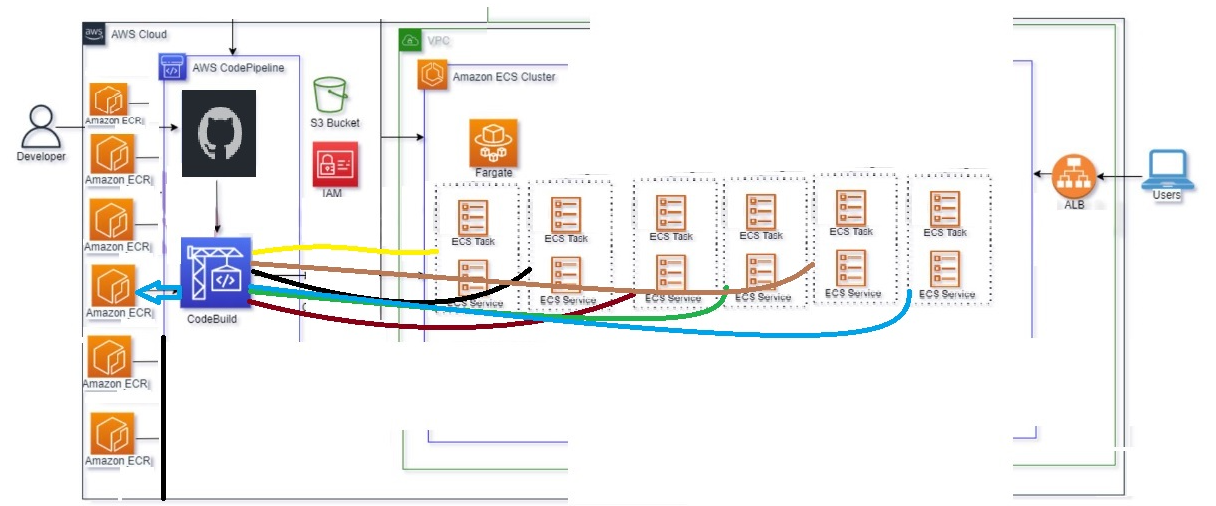 aws
AWS Cloud
VPC
AWS CodePipeline
Amazon ECS Cluster
Amazon ECR
S3 Bucket
Developer
Fargate
Amazon ECR
IAM
Users
ALB
ECS Task
ECS Task
ECS Task
ECS Task
ECS Task
ECS Task
Amazon ECR
ECS Service
ECS Service
ECS Service
ECS Service
ECS Service
ECS Service
Amazon ECR
CodeBuild
Amazon ECR
Amazon ECR